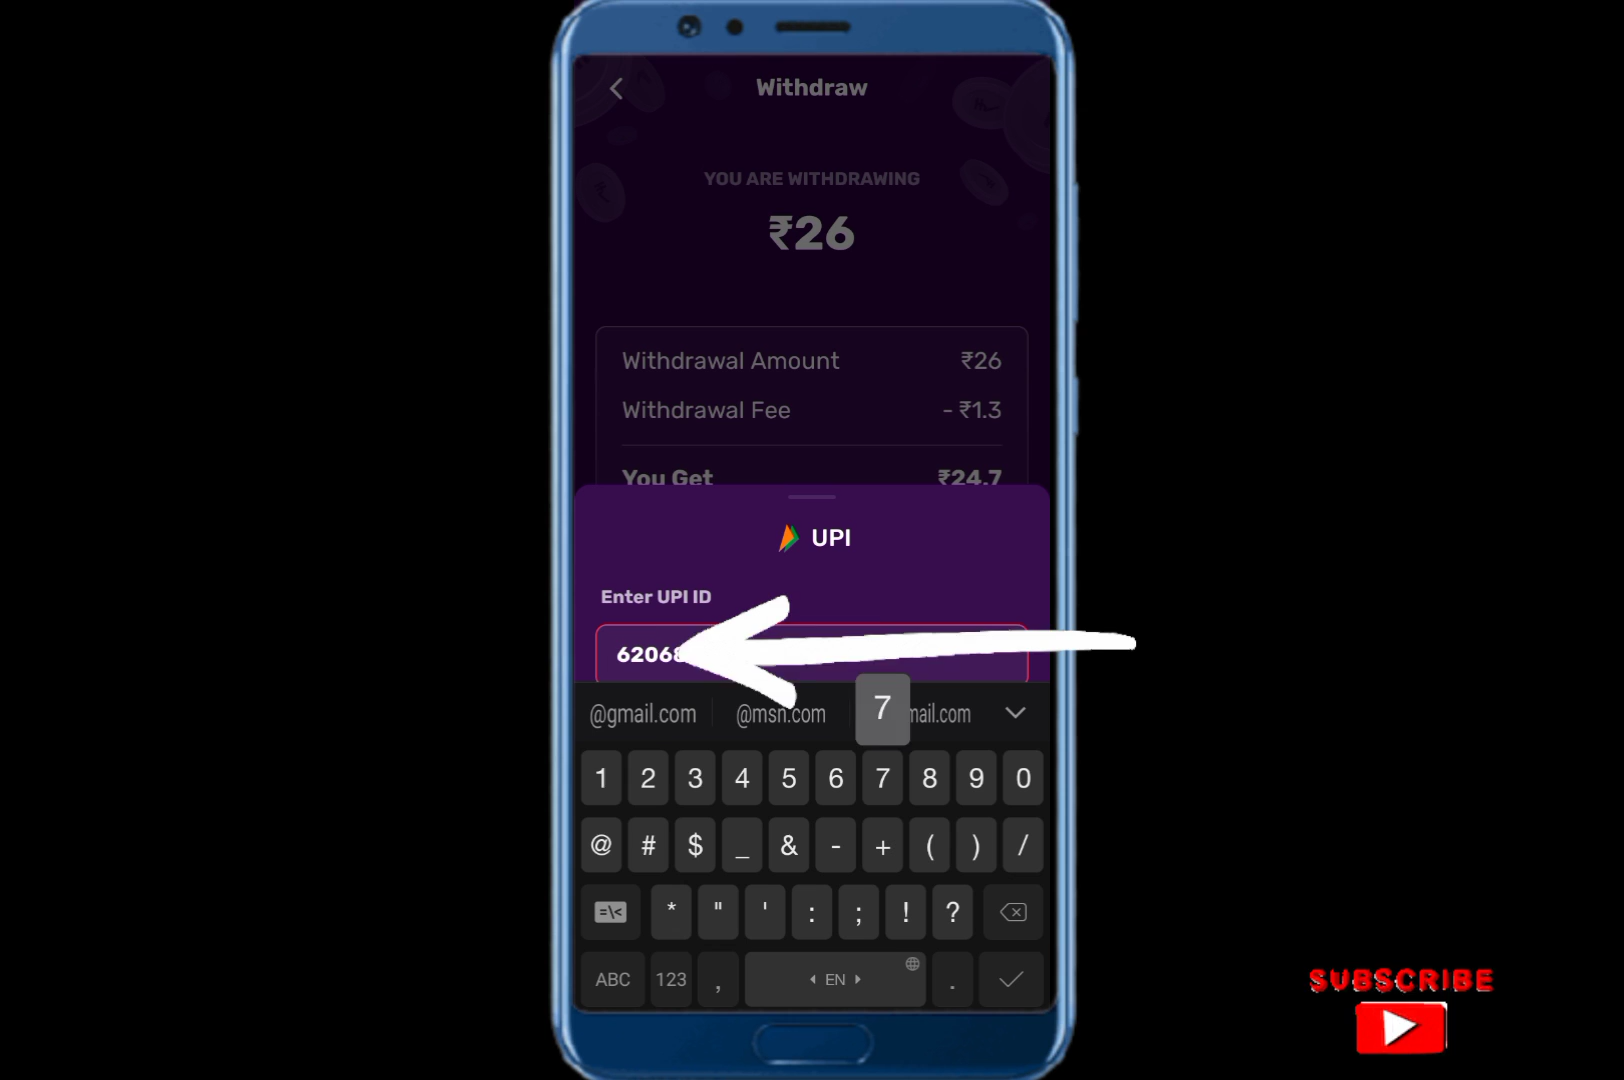 Withdraw
YOU ARE WITHDRAWING
₹26
Withdrawal Amount ₹26
Withdrawal Fee - ₹1.3
You Get ₹24.7
UPI
Enter UPI ID
62068
@gmail.com @msn.com 7 mail.com
1 2 3 4 5 6 7 8 9 0
@ # $ _ & - + ( ) /
=\< * " ' : ; ! ?
ABC 123 , EN .
SUBSCRIBE